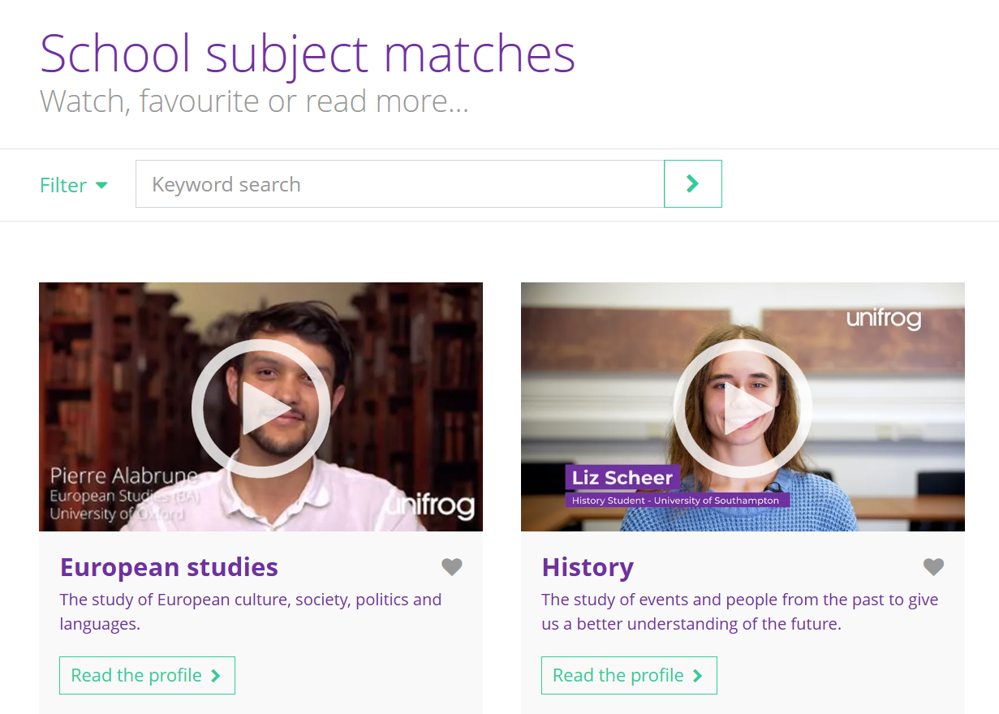 School subject matches
Watch, favourite or read more...
Filter
Keyword search
Pierre Alabrune
European Studies (BA)
University of Oxford
unifrog
unifrog
Liz Scheer
History Student - University of Southampton
European studies
The study of European culture, society, politics and
languages.
Read the profile
History
The study of events and people from the past to give
us a better understanding of the future.
Read the profile